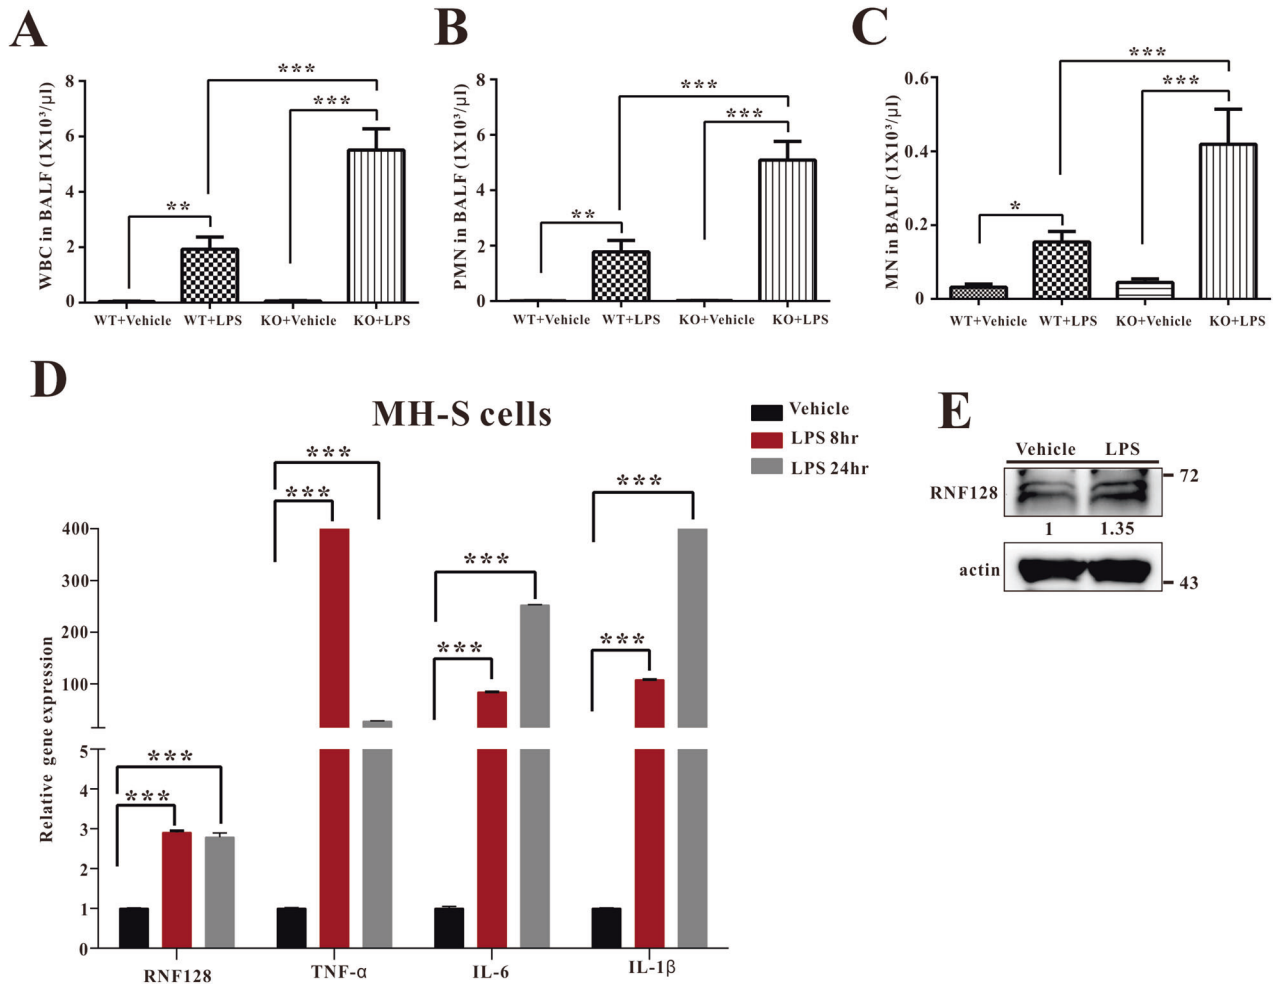 A
WBC in BALF (1X10³/μl)
8
6
4
2
0
***
***
**
WT+Vehicle WT+LPS KO+Vehicle KO+LPS
B
PMN in BALF (1X10³/μl)
8
6
4
2
0
***
***
**
WT+Vehicle WT+LPS KO+Vehicle KO+LPS
C
MN in BALF (1X10³/μl)
0.6
0.4
0.2
0
***
***
*
WT+Vehicle WT+LPS KO+Vehicle KO+LPS
D
MH-S cells
Vehicle
LPS 8hr
LPS 24hr
Relative gene expression
400
300
200
100
5
4
3
2
1
0
***
***
***
***
***
***
***
***
RNF128 TNF-α IL-6 IL-1β
E
Vehicle LPS
RNF128 72
1 1.35
actin 43